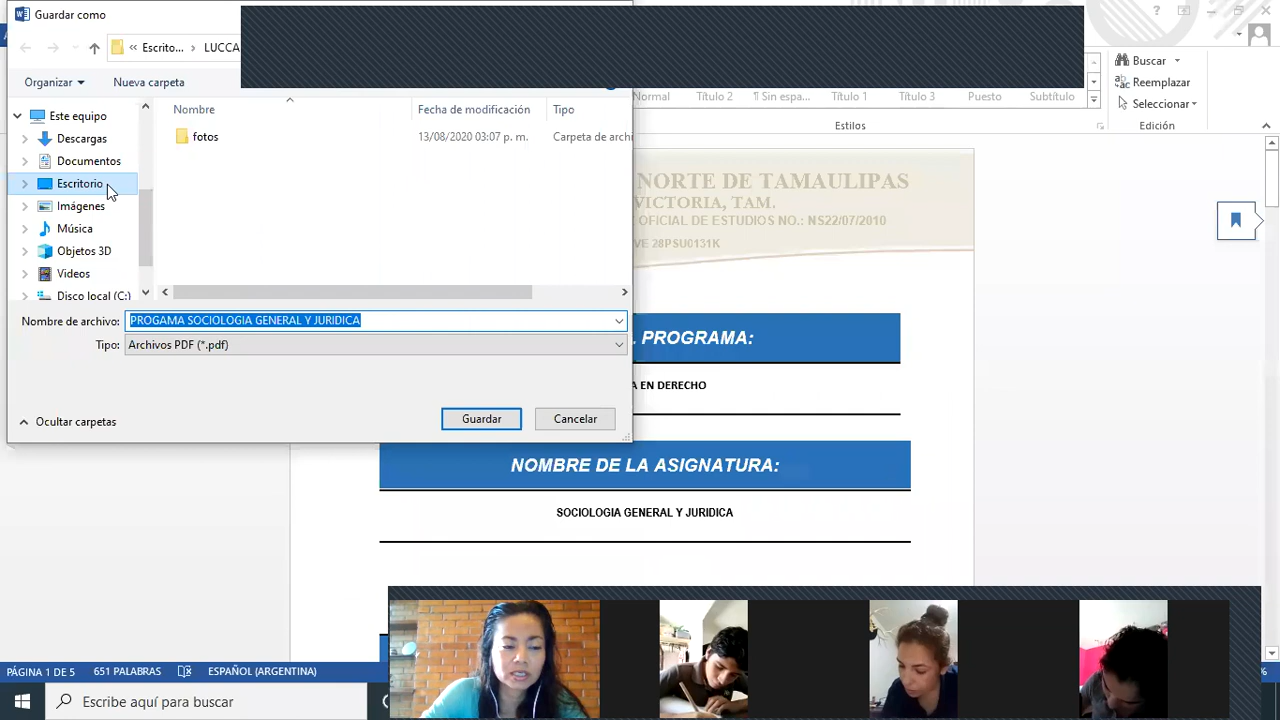 Guardar como
Escrito...
LUCCA
Organizar
Nueva carpeta
Este equipo
Descargas
Documentos
Escritorio
Imágenes
Música
Objetos 3D
Videos
Disco local (C:)
Nombre
Fecha de modificación
Tipo
fotos
13/08/2020 03:07 p. m.
Carpeta de archi
Nombre de archivo:
PROGAMA SOCIOLOGIA GENERAL Y JURIDICA
Tipo:
Archivos PDF (*.pdf)
Ocultar carpetas
Guardar
Cancelar
Normal
Título 2
¶ Sin espa...
Título 1
Título 3
Puesto
Subtítulo
Estilos
Buscar
Reemplazar
Seleccionar
Edición
NORTE DE TAMAULIPAS
VICTORIA, TAM.
OFICIAL DE ESTUDIOS NO.: NS22/07/2010
VE 28PSU0131K
. PROGRAMA:
A EN DERECHO
NOMBRE DE LA ASIGNATURA:
SOCIOLOGIA GENERAL Y JURIDICA
PÁGINA 1 DE 5
651 PALABRAS
ESPAÑOL (ARGENTINA)
%
Escribe aquí para buscar